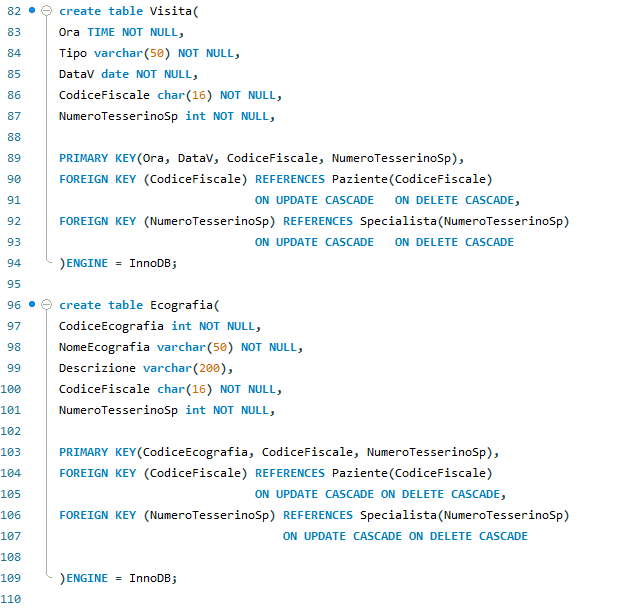 82 create table Visita(
83 Ora TIME NOT NULL,
84 Tipo varchar(50) NOT NULL,
85 DataV date NOT NULL,
86 CodiceFiscale char(16) NOT NULL,
87 NumeroTesserinoSp int NOT NULL,
88
89 PRIMARY KEY(Ora, DataV, CodiceFiscale, NumeroTesserinoSp),
90 FOREIGN KEY (CodiceFiscale) REFERENCES Paziente(CodiceFiscale)
91 ON UPDATE CASCADE   ON DELETE CASCADE,
92 FOREIGN KEY (NumeroTesserinoSp) REFERENCES Specialista(NumeroTesserinoSp)
93 ON UPDATE CASCADE   ON DELETE CASCADE
94 )ENGINE = InnoDB;
95
96 create table Ecografia(
97 CodiceEcografia int NOT NULL,
98 NomeEcografia varchar(50) NOT NULL,
99 Descrizione varchar(200),
100 CodiceFiscale char(16) NOT NULL,
101 NumeroTesserinoSp int NOT NULL,
102
103 PRIMARY KEY(CodiceEcografia, CodiceFiscale, NumeroTesserinoSp),
104 FOREIGN KEY (CodiceFiscale) REFERENCES Paziente(CodiceFiscale)
105 ON UPDATE CASCADE ON DELETE CASCADE,
106 FOREIGN KEY (NumeroTesserinoSp) REFERENCES Specialista(NumeroTesserinoSp)
107 ON UPDATE CASCADE ON DELETE CASCADE
108
109 )ENGINE = InnoDB;
110